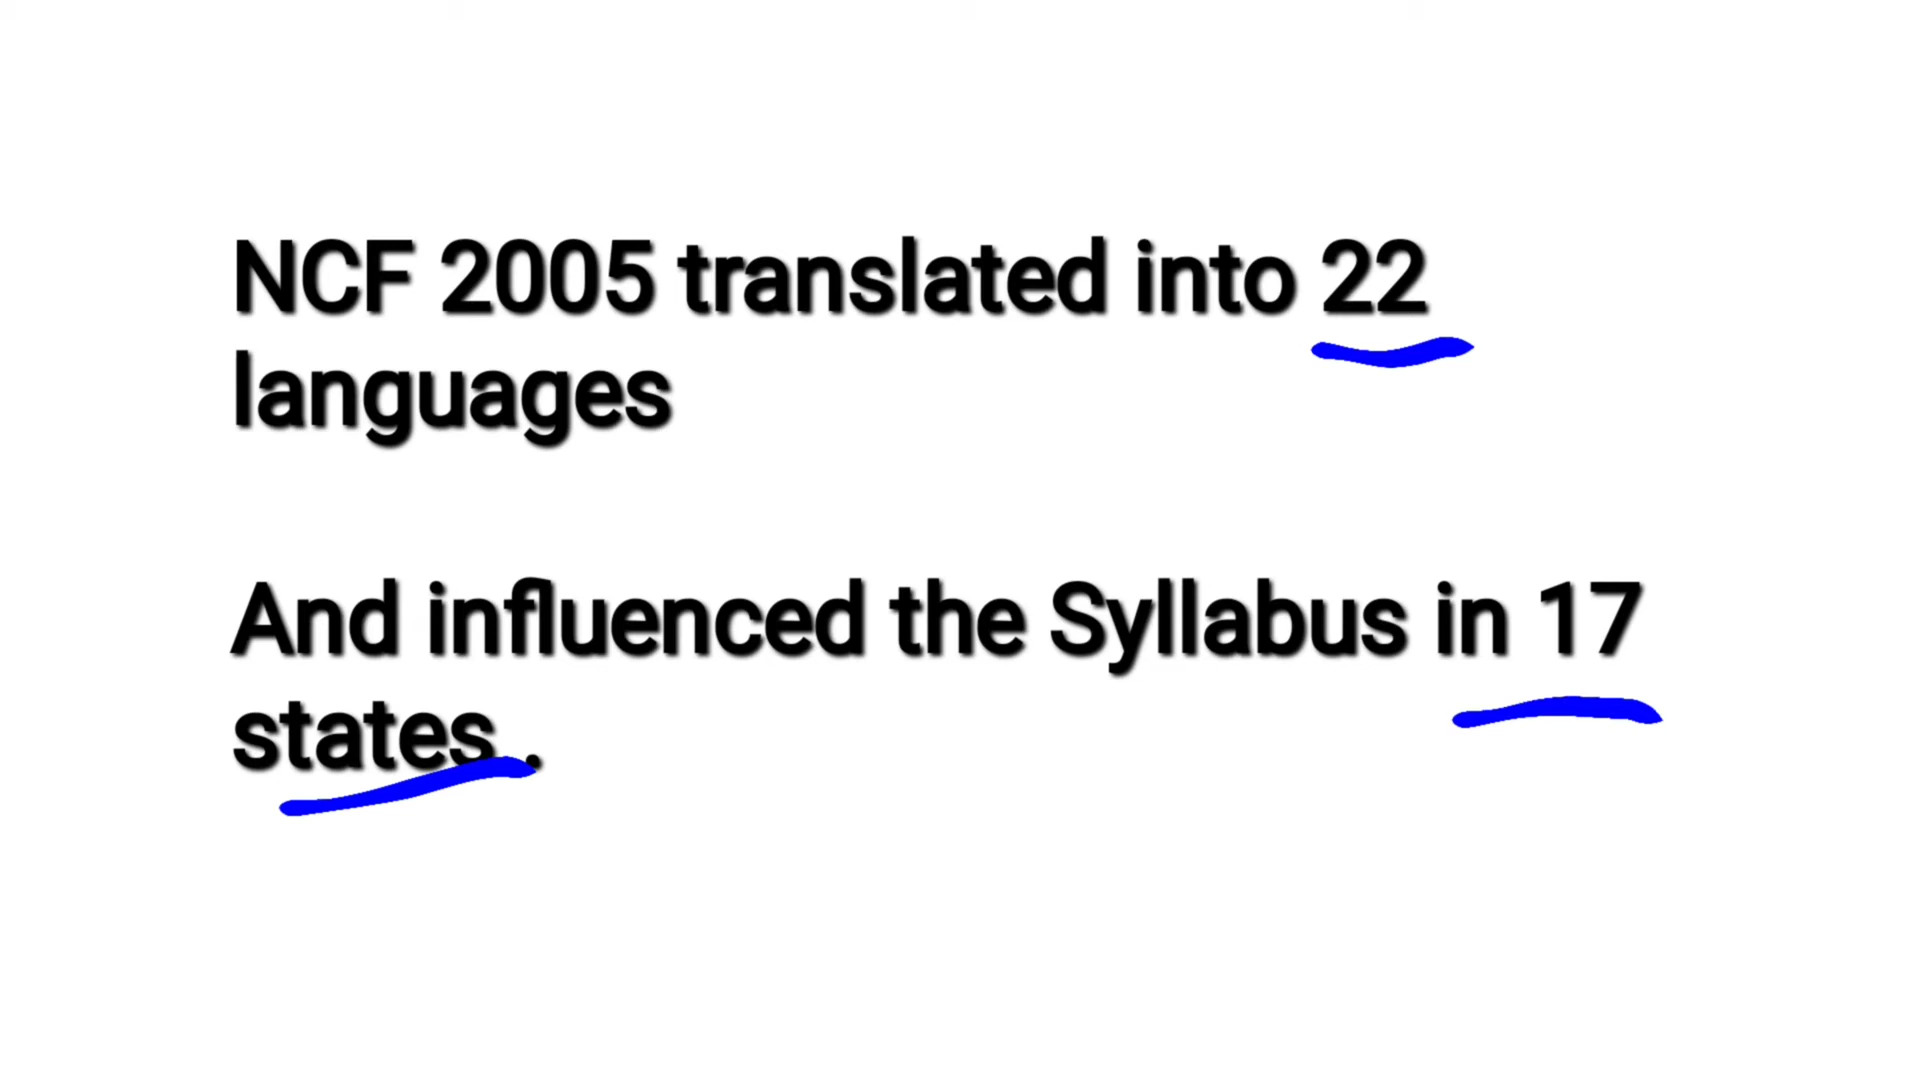 NCF 2005 translated into 22
languages
And influenced the Syllabus in 17
states .